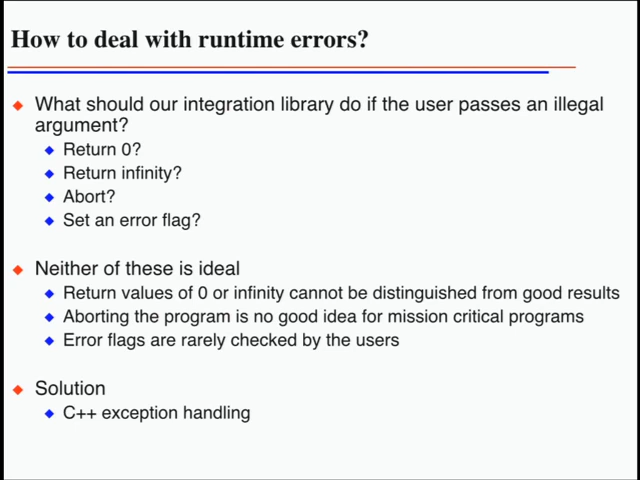 How to deal with runtime errors?
What should our integration library do if the user passes an illegal
argument?
Return 0?
Return infinity?
Abort?
Set an error flag?
Neither of these is ideal
Return values of 0 or infinity cannot be distinguished from good results
Aborting the program is no good idea for mission critical programs
Error flags are rarely checked by the users
Solution
C++ exception handling